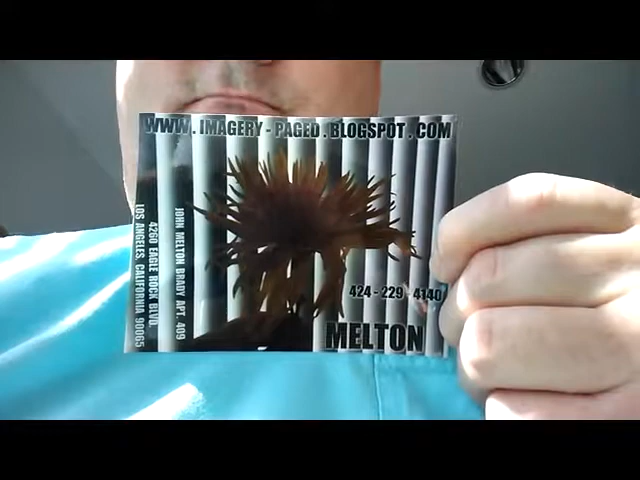 WWW. IMAGERY - PAGED . BLOGSPOT . COM
JOHN MELTON BRADY APT. 409
4260 EAGLE ROCK BLVD.
LOS ANGELES, CALIFORNIA 90065
424 - 229 - 4140
MELTON